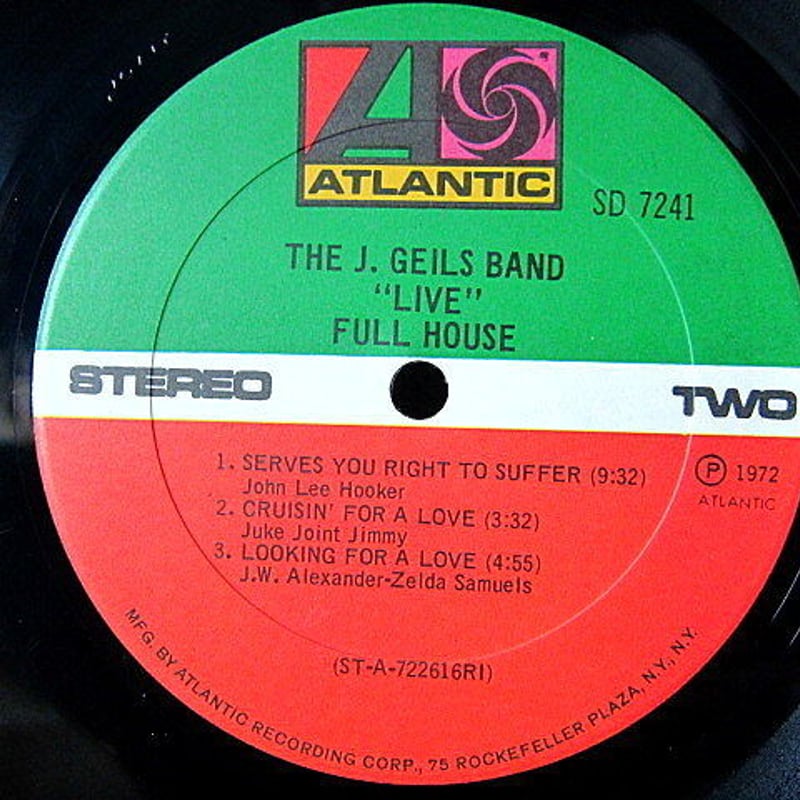 ATLANTIC
SD 7241
THE J. GEILS BAND
"LIVE"
FULL HOUSE
STEREO
TWO
1. SERVES YOU RIGHT TO SUFFER (9:32)
John Lee Hooker
2. CRUISIN' FOR A LOVE (3:32)
Juke Joint Jimmy
3. LOOKING FOR A LOVE (4:55)
J.W. Alexander-Zelda Samuels
Ⓟ 1972
ATLANTIC
(ST-A-722616RI)
MFG. BY ATLANTIC RECORDING CORP., 75 ROCKEFELLER PLAZA, N.Y., N.Y.